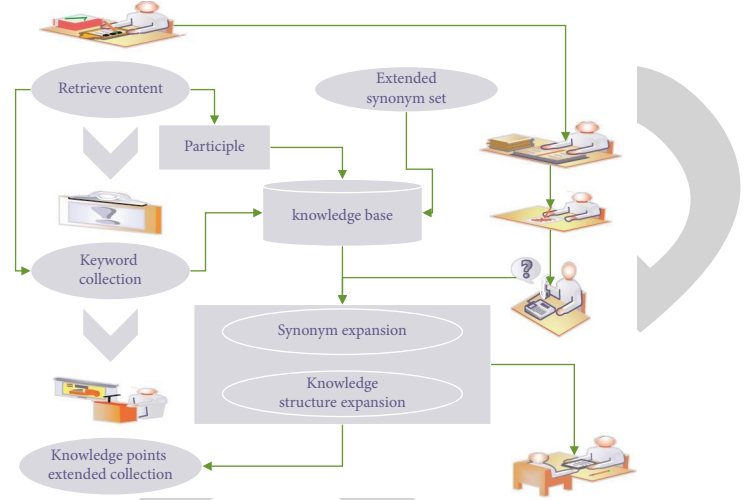 Retrieve content
Extended
synonym set
Participle
knowledge base
Keyword
collection
?
Synonym expansion
Knowledge
structure expansion
Knowledge points
extended collection